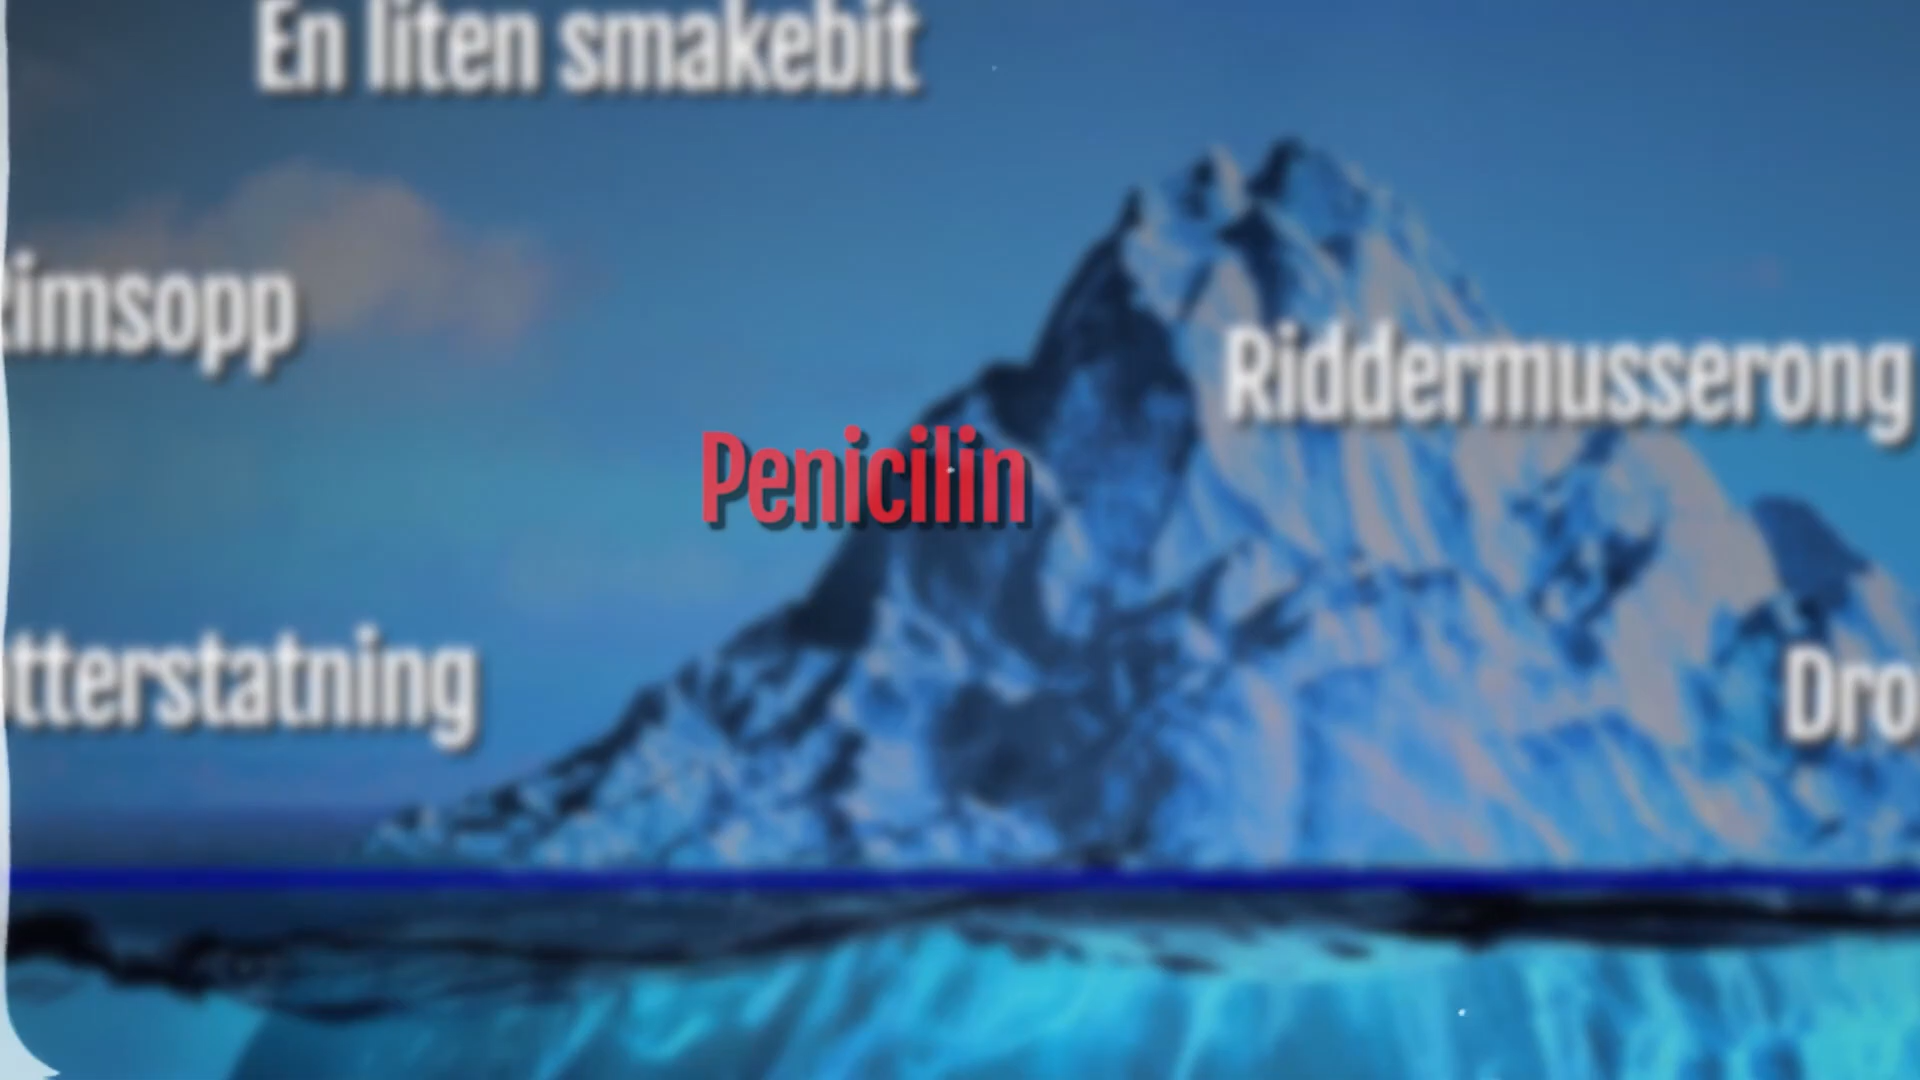 En liten smakebit
imsopp
Riddermusserong
Penicilin
tterstatning
Dro